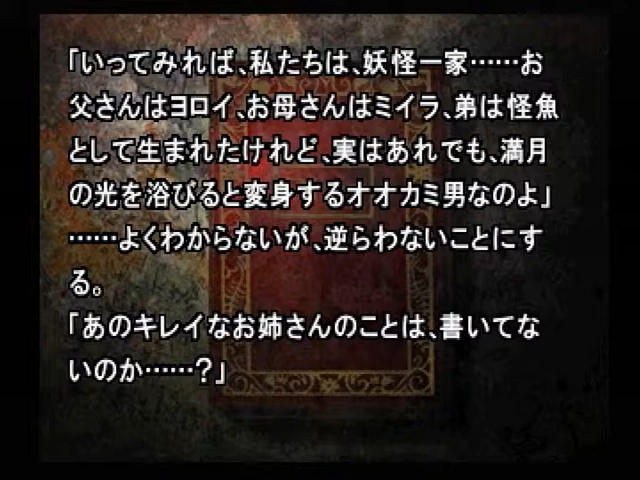 「いってみれば、私たちは、妖怪一家……お
父さんはヨロイ、お母さんはミイラ、弟は怪魚
として生まれたけれど、実はあれでも、満月
の光を浴びると変身するオオカミ男なのよ」
……よくわからないが、逆らわないことにす
る。
「あのキレイなお姉さんのことは、書いてな
いのか……？」